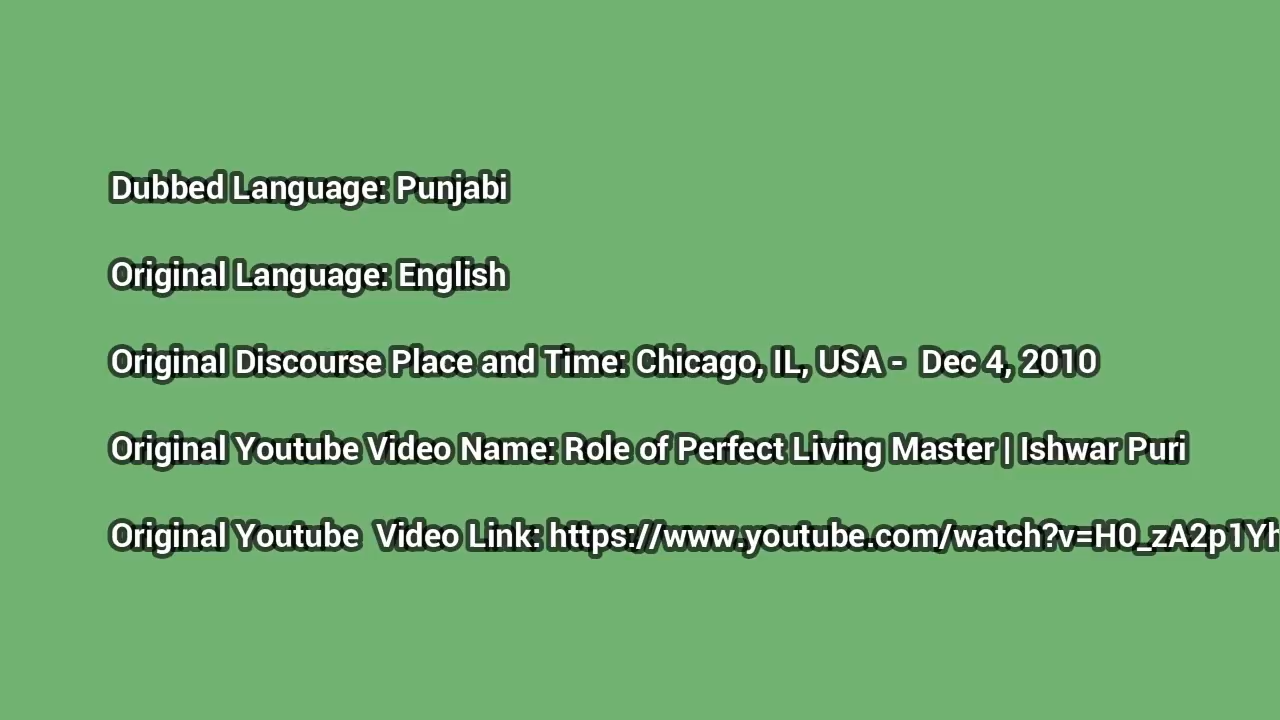 Dubbed Language: Punjabi
Original Language: English
Original Discourse Place and Time: Chicago, IL, USA -  Dec 4, 2010
Original Youtube Video Name: Role of Perfect Living Master | Ishwar Puri
Original Youtube  Video Link: https://www.youtube.com/watch?v=H0_zA2p1Yh